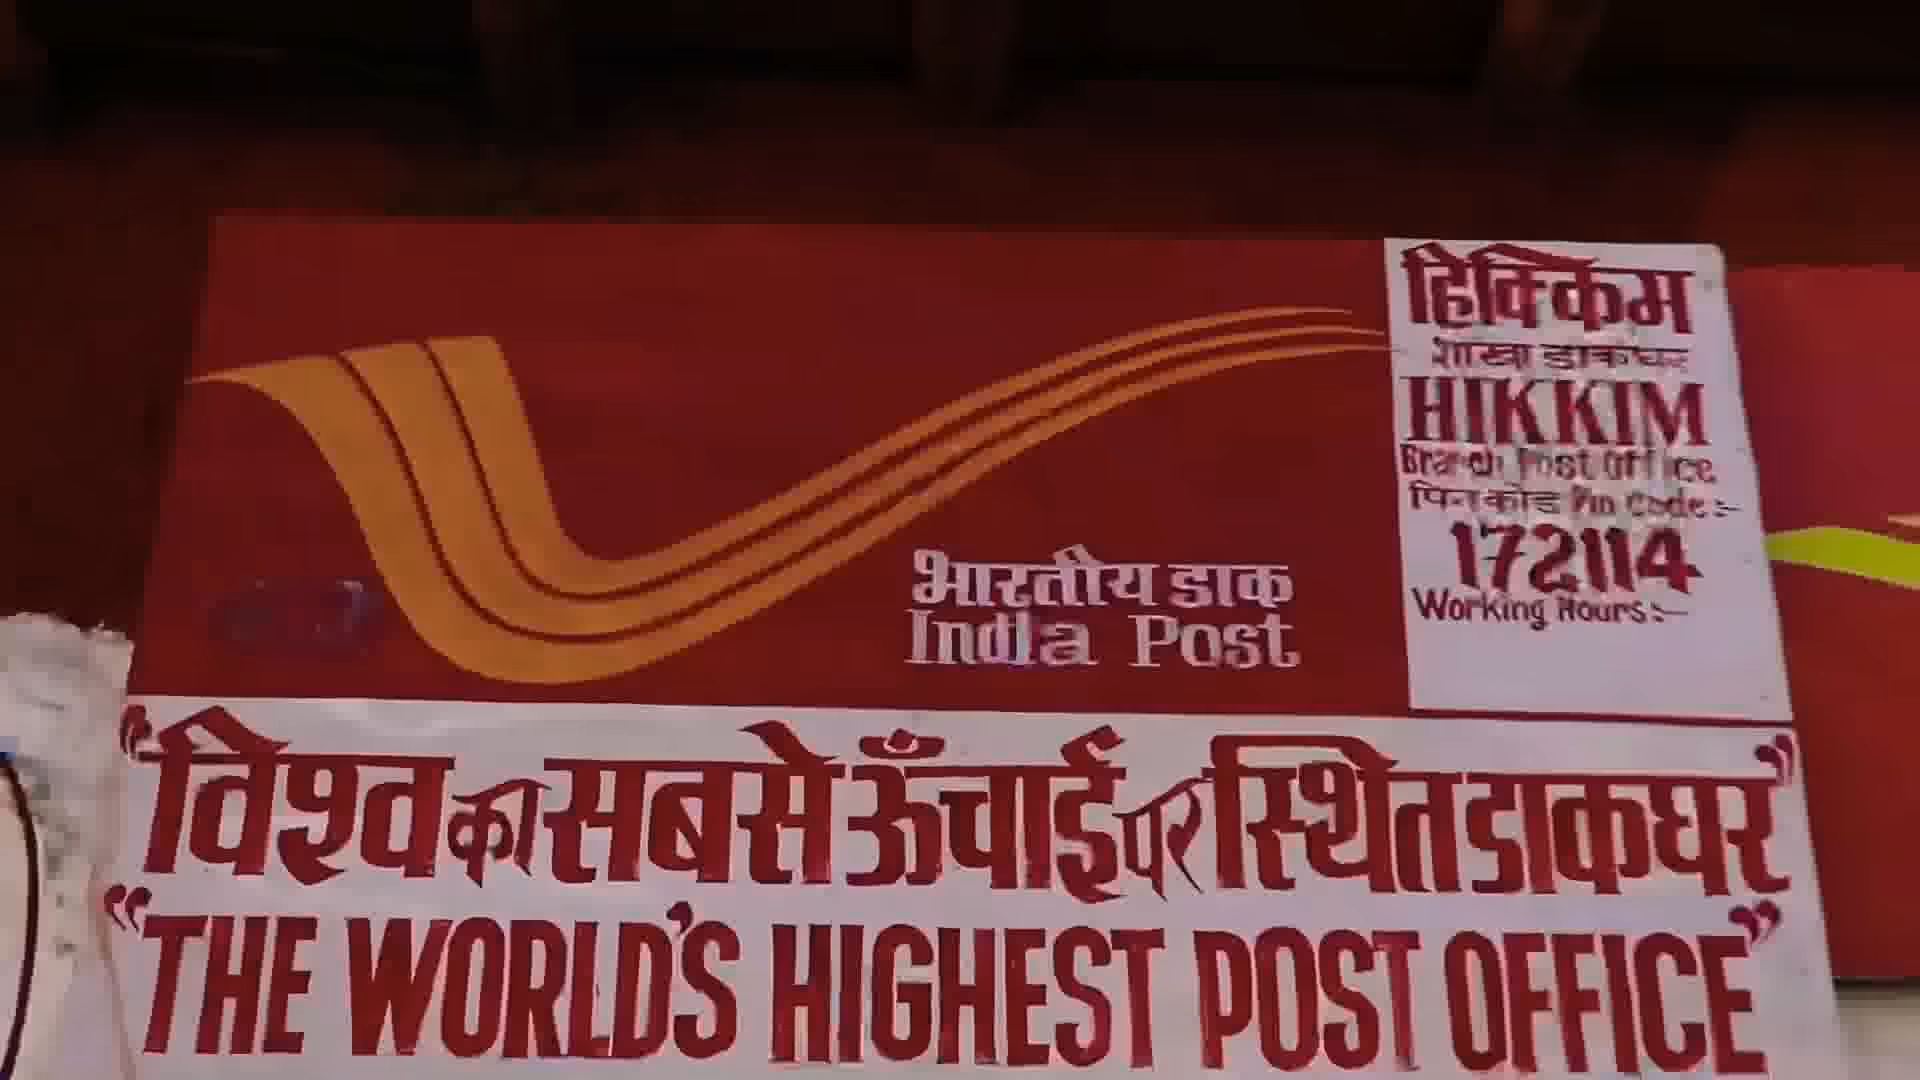 भारतीय डाक
India Post
हिक्किम
शाखा डाकघर
HIKKIM
Branch Post Office
पिन कोड Pin Code:-
172114
Working Hours:-
“विश्व का सबसे ऊँचाई पर स्थित डाकघर”
“THE WORLD'S HIGHEST POST OFFICE”